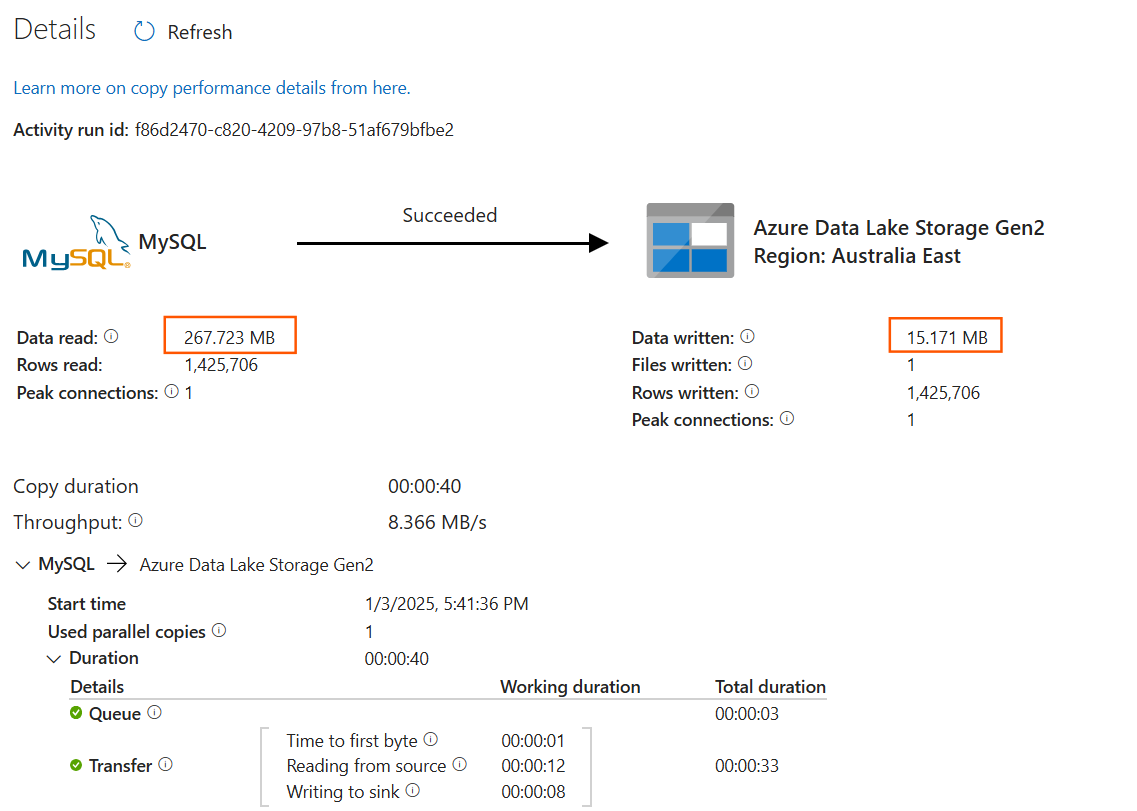 Details Refresh
Learn more on copy performance details from here.
Activity run id: f86d2470-c820-4209-97b8-51af679bfbe2
Succeeded
MySQL® MySQL
Azure Data Lake Storage Gen2
Region: Australia East
Data read: 267.723 MB
Rows read: 1,425,706
Peak connections: 1
Data written: 15.171 MB
Files written: 1
Rows written: 1,425,706
Peak connections: 1
Copy duration 00:00:40
Throughput: 8.366 MB/s
MySQL → Azure Data Lake Storage Gen2
Start time 1/3/2025, 5:41:36 PM
Used parallel copies 1
Duration 00:00:40
Details Working duration Total duration
Queue 00:00:03
Time to first byte 00:00:01
Transfer Reading from source 00:00:12 00:00:33
Writing to sink 00:00:08